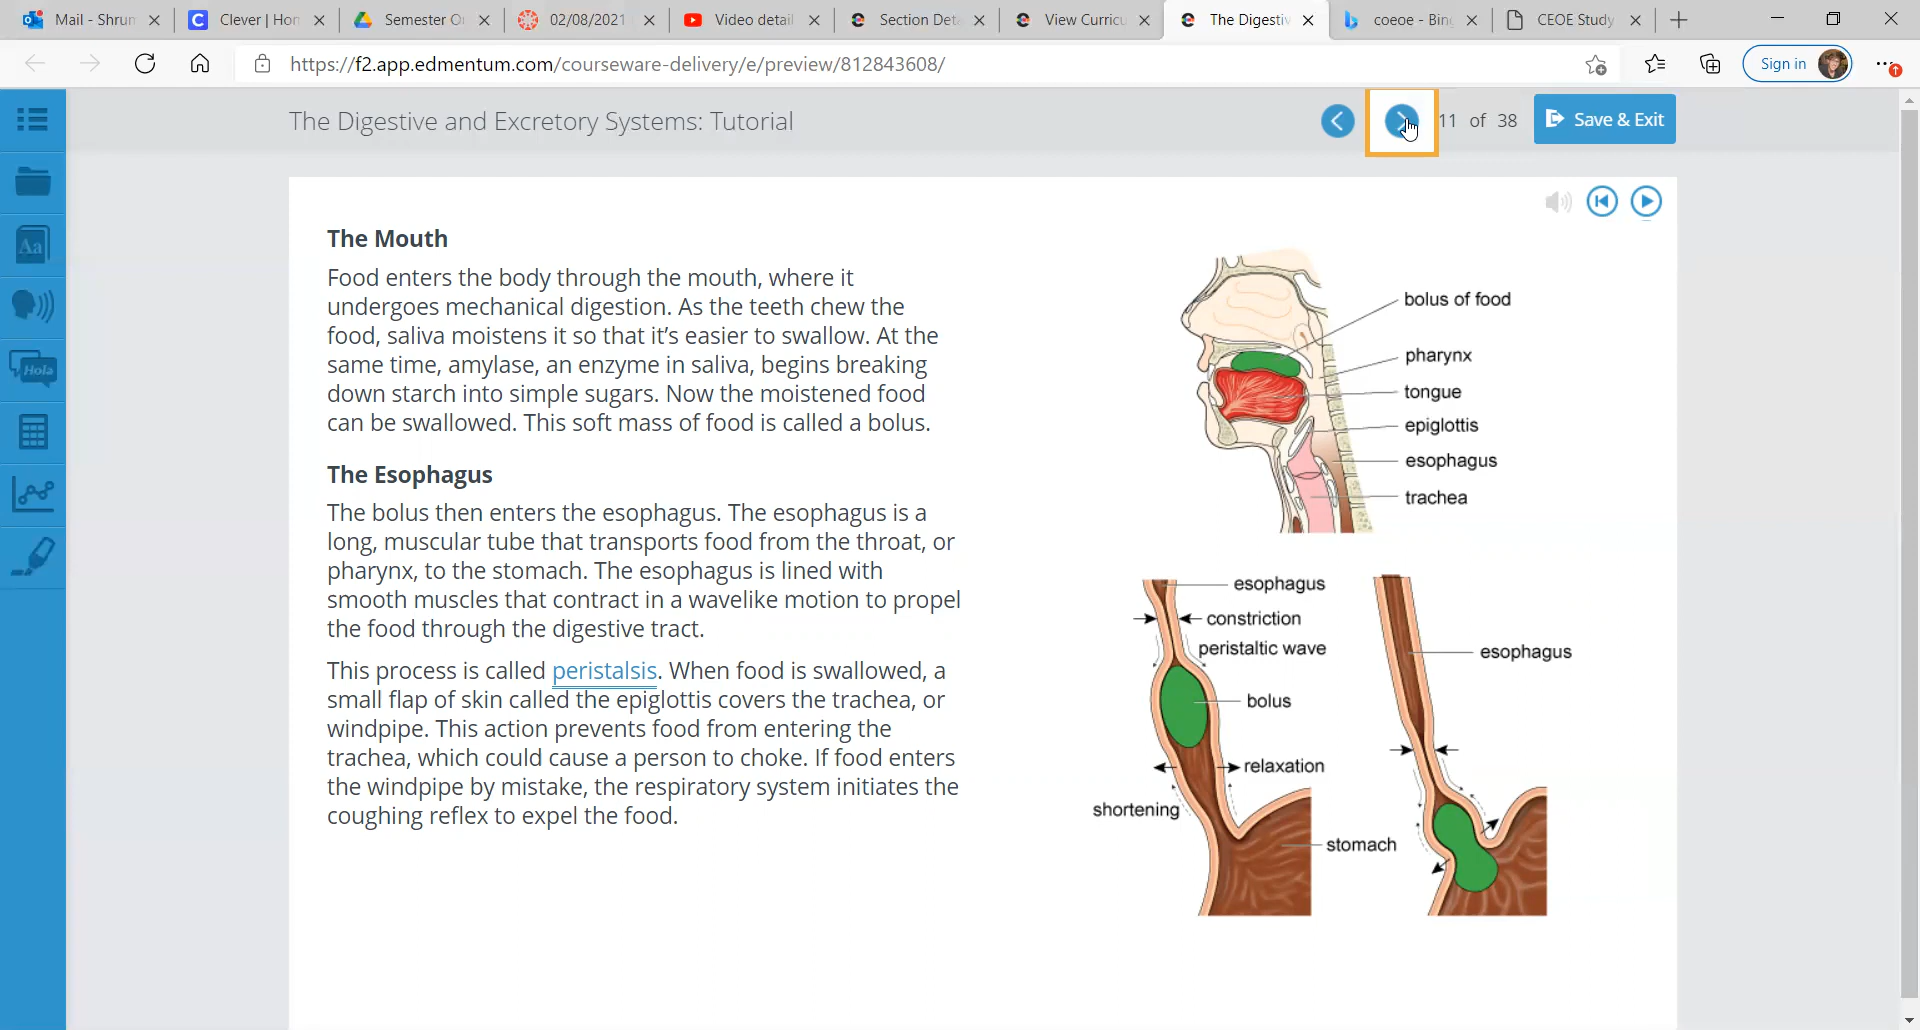 Mail - Shrun
Clever | Hon
Semester O
02/08/2021
Video detail
Section Deta
View Curricu
The Digestiv
coeoe - Bing
CEOE Study
https://f2.app.edmentum.com/courseware-delivery/e/preview/812843608/
Sign in
The Digestive and Excretory Systems: Tutorial
11 of 38
Save & Exit
Aa
Hola
The Mouth
Food enters the body through the mouth, where it
undergoes mechanical digestion. As the teeth chew the
food, saliva moistens it so that it's easier to swallow. At the
same time, amylase, an enzyme in saliva, begins breaking
down starch into simple sugars. Now the moistened food
can be swallowed. This soft mass of food is called a bolus.
The Esophagus
The bolus then enters the esophagus. The esophagus is a
long, muscular tube that transports food from the throat, or
pharynx, to the stomach. The esophagus is lined with
smooth muscles that contract in a wavelike motion to propel
the food through the digestive tract.
This process is called peristalsis. When food is swallowed, a
small flap of skin called the epiglottis covers the trachea, or
windpipe. This action prevents food from entering the
trachea, which could cause a person to choke. If food enters
the windpipe by mistake, the respiratory system initiates the
coughing reflex to expel the food.
bolus of food
pharynx
tongue
epiglottis
esophagus
trachea
esophagus
constriction
peristaltic wave
bolus
relaxation
shortening
stomach
esophagus